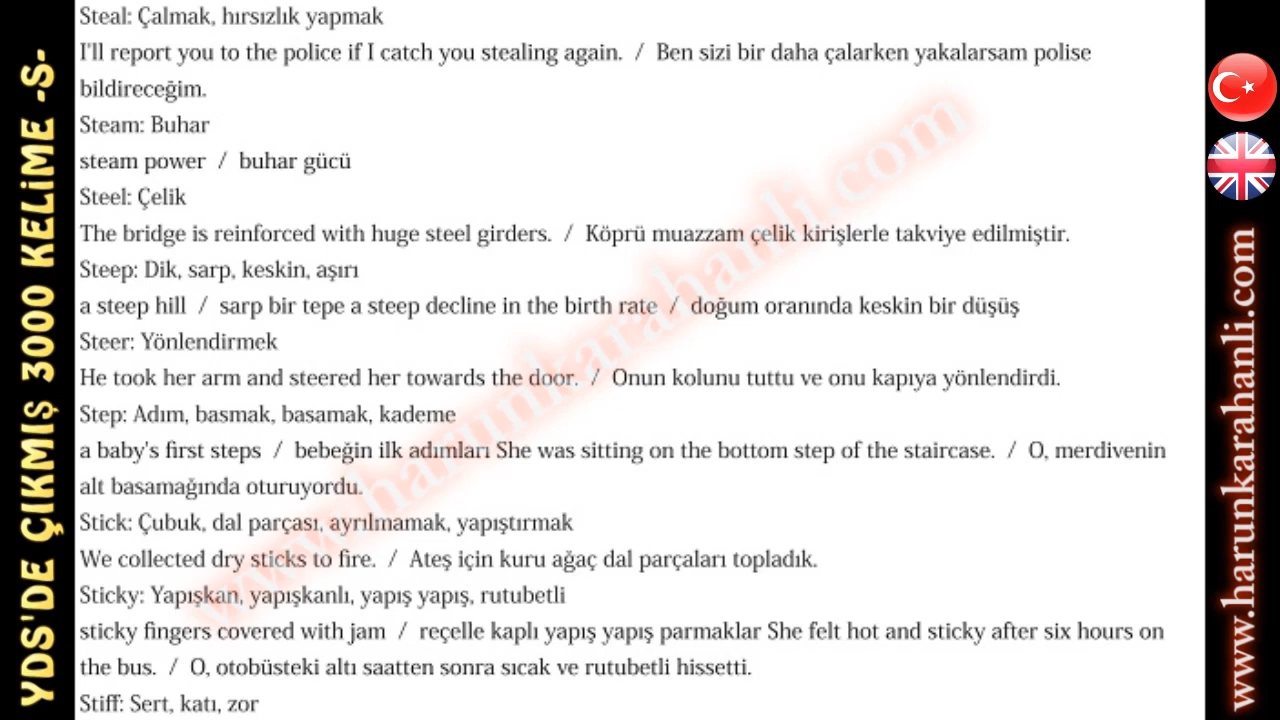 YDS'DE ÇIKMIŞ 3000 KELİME -S-
Steal: Çalmak, hırsızlık yapmak
I'll report you to the police if I catch you stealing again. / Ben sizi bir daha çalarken yakalarsam polise
bildireceğim.
Steam: Buhar
steam power / buhar gücü
Steel: Çelik
The bridge is reinforced with huge steel girders. / Köprü muazzam çelik kirişlerle takviye edilmiştir.
Steep: Dik, sarp, keskin, aşırı
a steep hill / sarp bir tepe a steep decline in the birth rate / doğum oranında keskin bir düşüş
Steer: Yönlendirmek
He took her arm and steered her towards the door. / Onun kolunu tuttu ve onu kapıya yönlendirdi.
Step: Adım, basmak, basamak, kademe
a baby's first steps / bebeğin ilk adımları She was sitting on the bottom step of the staircase. / O, merdivenin
alt basamağında oturuyordu.
Stick: Çubuk, dal parçası, ayrılmamak, yapıştırmak
We collected dry sticks to fire. / Ateş için kuru ağaç dal parçaları topladık.
Sticky: Yapışkan, yapışkanlı, yapış yapış, rutubetli
sticky fingers covered with jam / reçelle kaplı yapış yapış parmaklar She felt hot and sticky after six hours on
the bus. / O, otobüsteki altı saatten sonra sıcak ve rutubetli hissetti.
Stiff: Sert, katı, zor
www.harunkarahanli.com
www.harunkarahanli.com